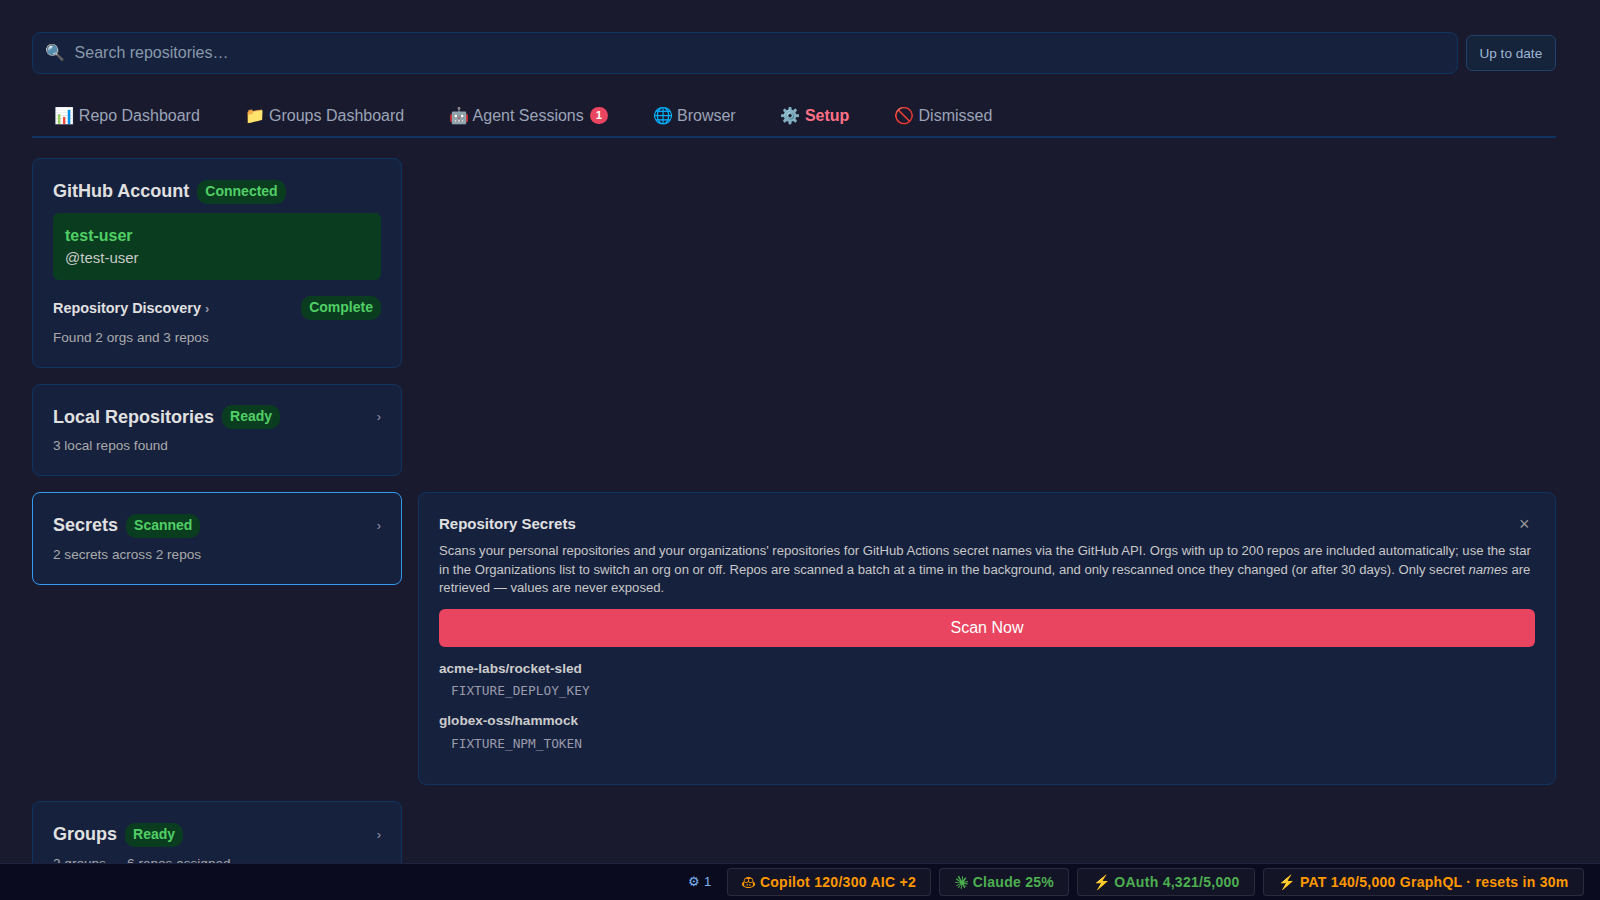 Search repositories…
Up to date
Repo Dashboard
Groups Dashboard
Agent Sessions 1
Browser
Setup
Dismissed
GitHub Account Connected
test-user
@test-user
Repository Discovery › Complete
Found 2 orgs and 3 repos
Local Repositories Ready ›
3 local repos found
Secrets Scanned ›
2 secrets across 2 repos
Repository Secrets ×
Scans your personal repositories and your organizations' repositories for GitHub Actions secret names via the GitHub API. Orgs with up to 200 repos are included automatically; use the star
in the Organizations list to switch an org on or off. Repos are scanned a batch at a time in the background, and only rescanned once they changed (or after 30 days). Only secret names are
retrieved — values are never exposed.
Scan Now
acme-labs/rocket-sled
FIXTURE_DEPLOY_KEY
globex-oss/hammock
FIXTURE_NPM_TOKEN
Groups Ready ›
groups 6 repos assigned
1
Copilot 120/300 AIC +2
Claude 25%
OAuth 4,321/5,000
PAT 140/5,000 GraphQL · resets in 30m